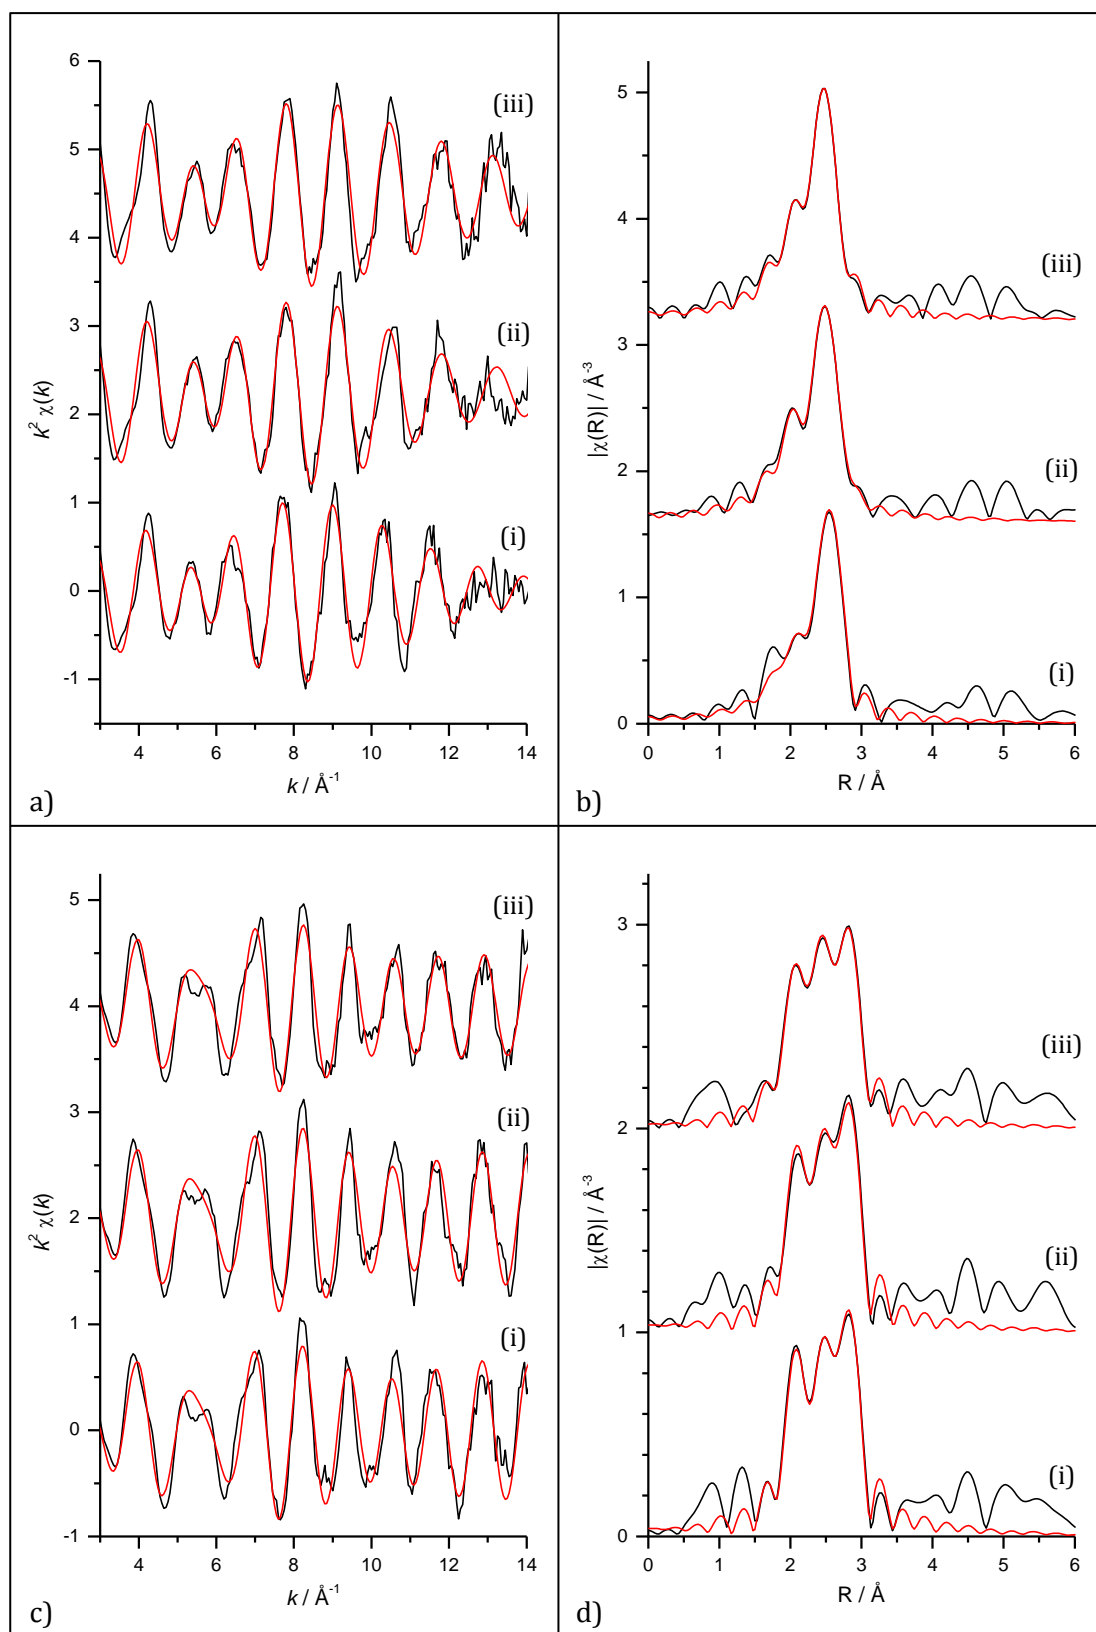 6
5
4
3
2
1
0
-1
k² χ(k)
(iii)
(ii)
(i)
4 6 8 10 12 14
k / Å⁻¹
a)
5
4
3
2
1
0
|χ(R)| / Å⁻³
(iii)
(ii)
(i)
0 1 2 3 4 5 6
R / Å
b)
5
4
3
2
1
0
-1
k² χ(k)
(iii)
(ii)
(i)
4 6 8 10 12 14
k / Å⁻¹
c)
3
2
1
0
|χ(R)| / Å⁻³
(iii)
(ii)
(i)
0 1 2 3 4 5 6
R / Å
d)